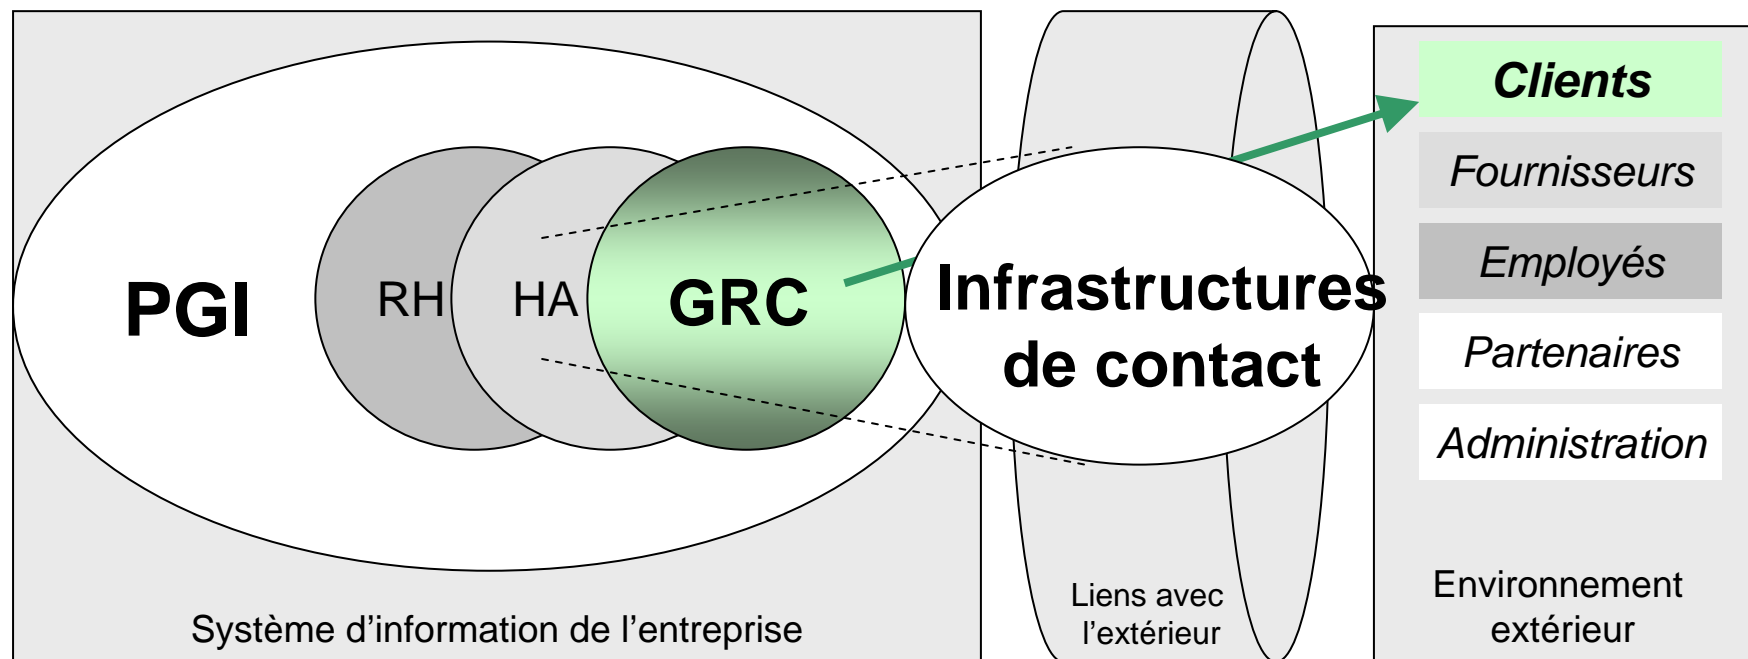 PGI
RH
HA
GRC
Système d’information de l’entreprise
Infrastructures
de contact
Liens avec
l’extérieur
Clients
Fournisseurs
Employés
Partenaires
Administration
Environnement
extérieur